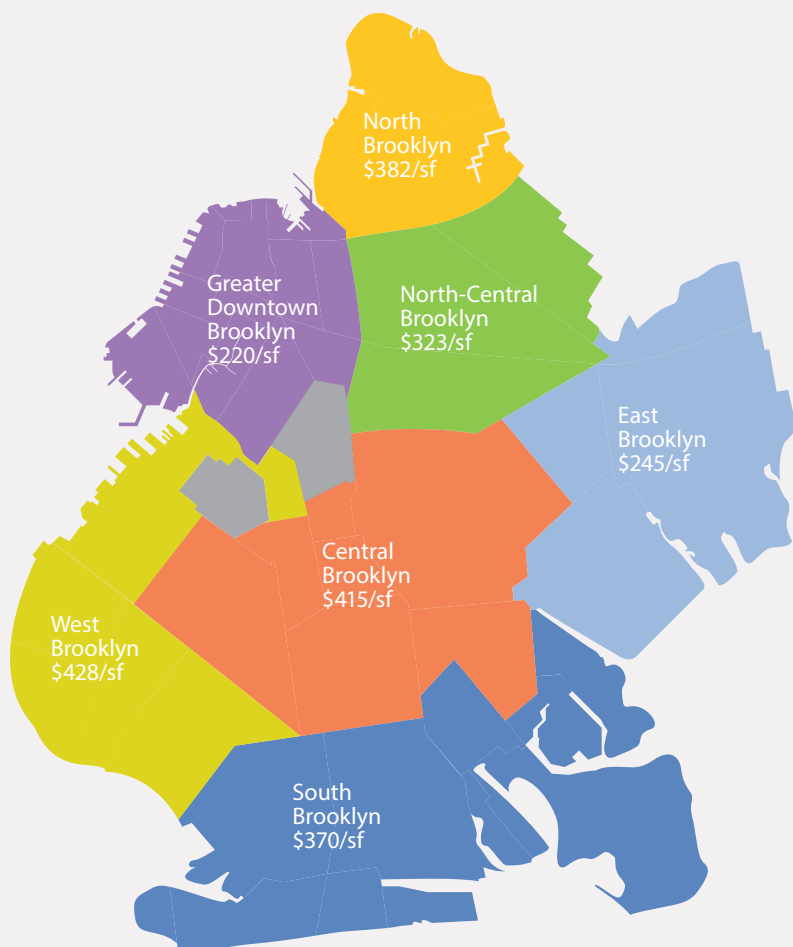 North
Brooklyn
$382/sf
Greater
Downtown
Brooklyn
$220/sf
North-Central
Brooklyn
$323/sf
East
Brooklyn
$245/sf
Central
Brooklyn
$415/sf
West
Brooklyn
$428/sf
South
Brooklyn
$370/sf